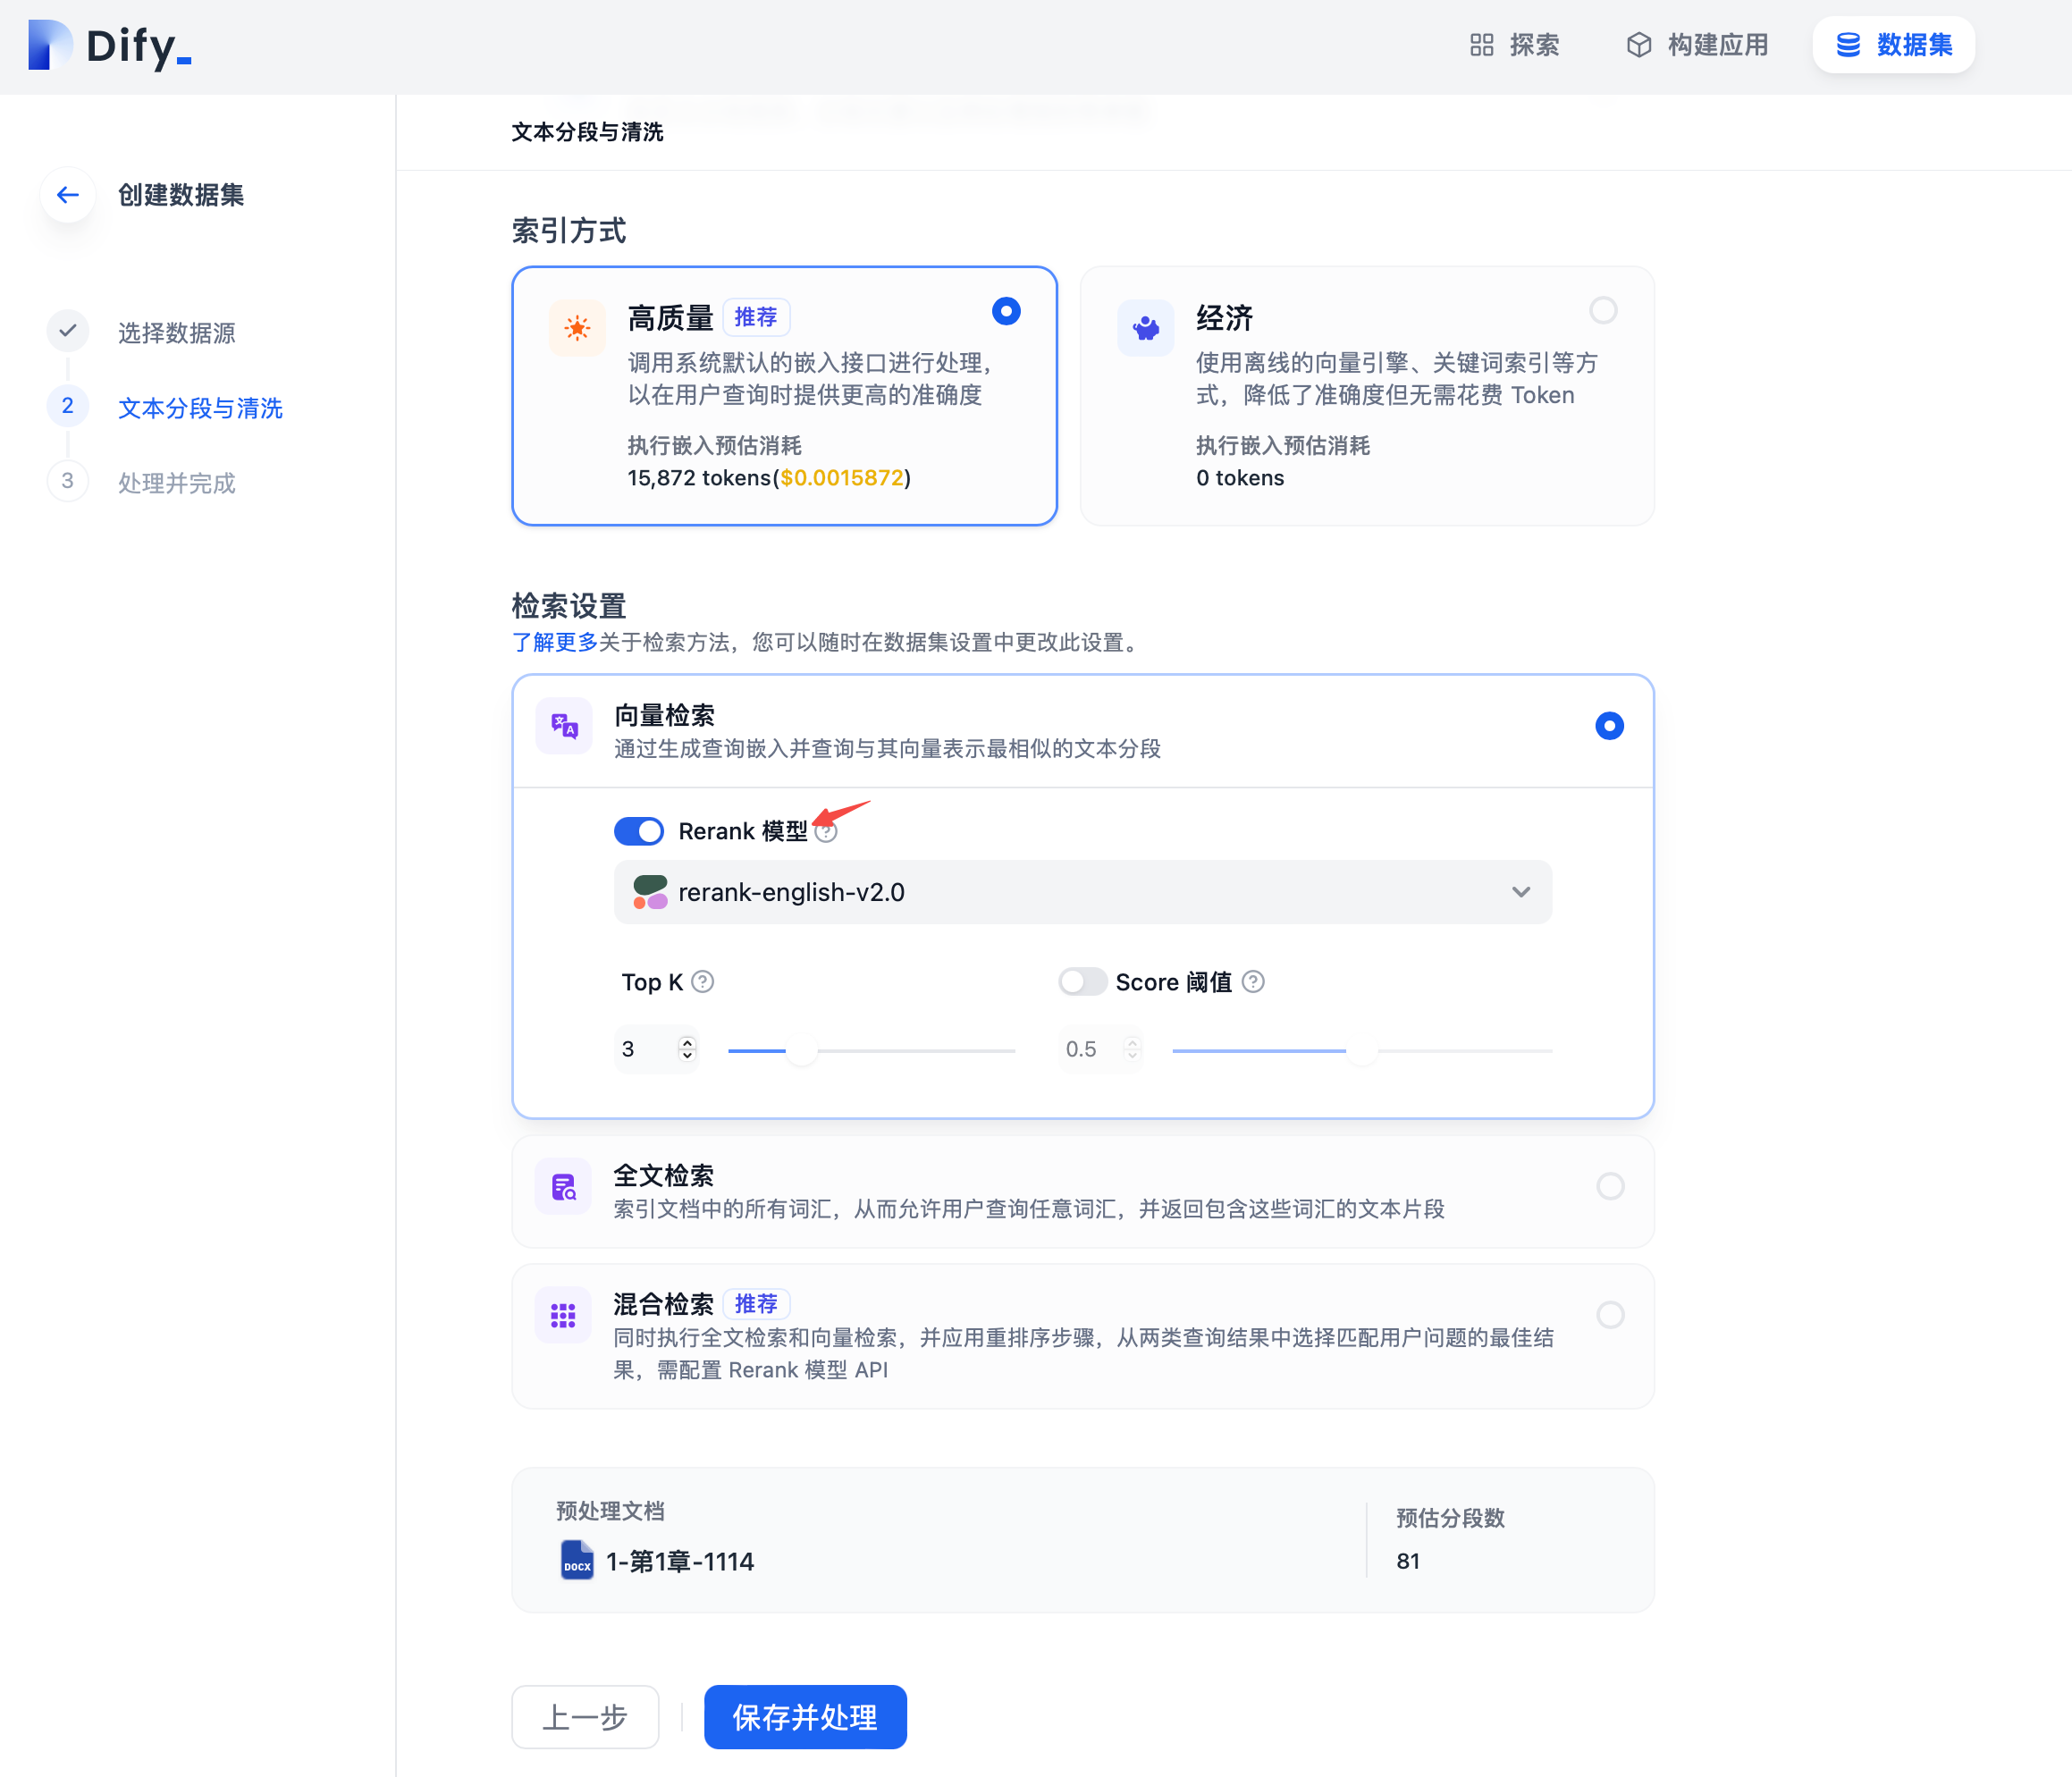 Dify_
探索
构建应用
数据集
文本分段与清洗
创建数据集
选择数据源
2
文本分段与清洗
3
处理并完成
索引方式
高质量 推荐
调用系统默认的嵌入接口进行处理，
以在用户查询时提供更高的准确度
执行嵌入预估消耗
15,872 tokens($0.0015872)
经济
使用离线的向量引擎、关键词索引等方
式，降低了准确度但无需花费 Token
执行嵌入预估消耗
0 tokens
检索设置
了解更多关于检索方法，您可以随时在数据集设置中更改此设置。
向量检索
通过生成查询嵌入并查询与其向量表示最相似的文本分段
Rerank 模型
rerank-english-v2.0
Top K
Score 阈值
3
0.5
全文检索
索引文档中的所有词汇，从而允许用户查询任意词汇，并返回包含这些词汇的文本片段
混合检索 推荐
同时执行全文检索和向量检索，并应用重排序步骤，从两类查询结果中选择匹配用户问题的最佳结
果，需配置 Rerank 模型 API
预处理文档
DOCX
1-第1章-1114
预估分段数
81
上一步
保存并处理